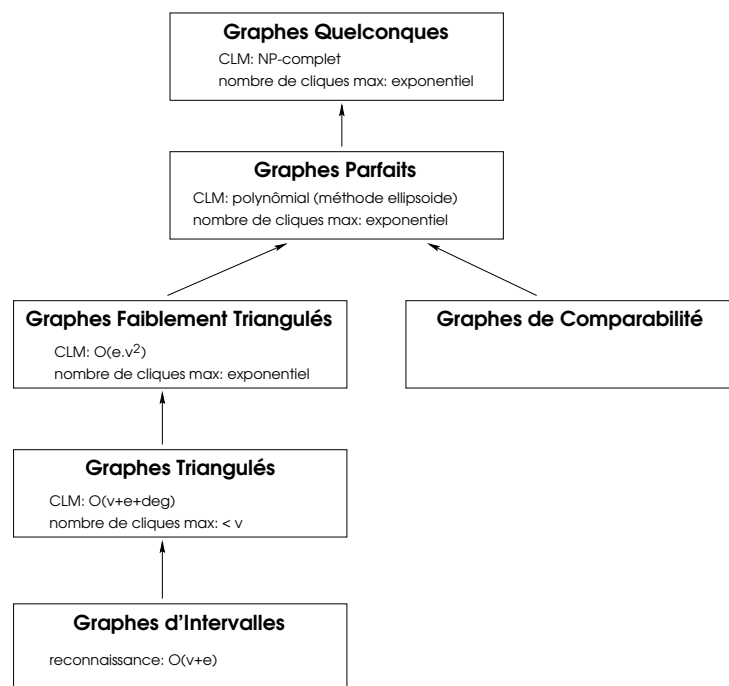 Graphes Quelconques
CLM: NP-complet
nombre de cliques max: exponentiel
Graphes Parfaits
CLM: polynômial (méthode ellipsoide)
nombre de cliques max: exponentiel
Graphes Faiblement Triangulés
CLM: O(e.v²)
nombre de cliques max: exponentiel
Graphes de Comparabilité
Graphes Triangulés
CLM: O(v+e+deg)
nombre de cliques max: < v
Graphes d'Intervalles
reconnaissance: O(v+e)